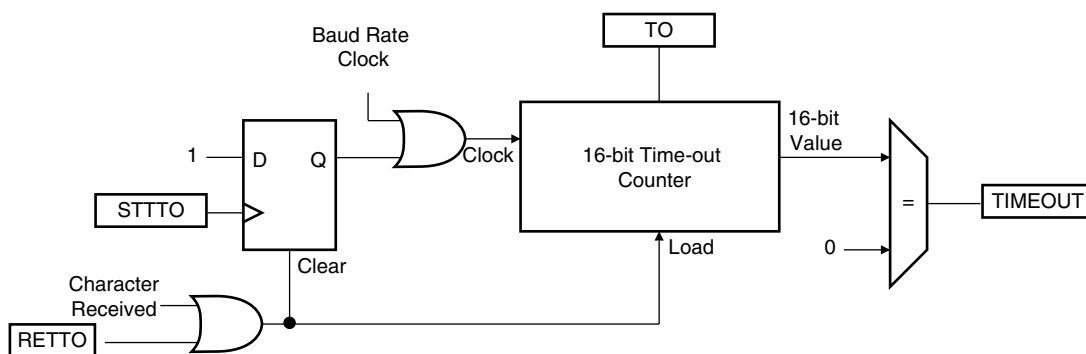 TO
Baud Rate
Clock
1
D
Q
Clock
16-bit Time-out
Counter
16-bit
Value
=
TIMEOUT
STTTO
Clear
Load
0
Character
Received
RETTO